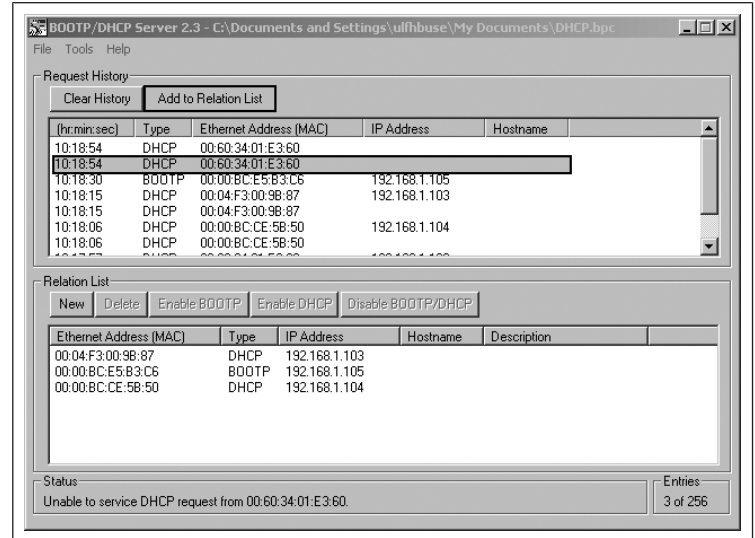 BOOTP/DHCP Server 2.3 - C:\Documents and Settings\ulfhbuse\My Documents\DHCP.bpc
File Tools Help
Request History
Clear History Add to Relation List
(hr:min:sec) Type Ethernet Address (MAC) IP Address Hostname
10:18:54 DHCP 00:60:34:01:E3:60
10:18:54 DHCP 00:60:34:01:E3:60
10:18:30 BOOTP 00:00:BC:E5:B3:C6 192.168.1.105
10:18:15 DHCP 00:04:F3:00:9B:87 192.168.1.103
10:18:15 DHCP 00:04:F3:00:9B:87
10:18:06 DHCP 00:00:BC:CE:5B:50 192.168.1.104
10:18:06 DHCP 00:00:BC:CE:5B:50
Relation List
New Delete Enable BOOTP Enable DHCP Disable BOOTP/DHCP
Ethernet Address (MAC) Type IP Address Hostname Description
00:04:F3:00:9B:87 DHCP 192.168.1.103
00:00:BC:E5:B3:C6 BOOTP 192.168.1.105
00:00:BC:CE:5B:50 DHCP 192.168.1.104
Status Entries
Unable to service DHCP request from 00:60:34:01:E3:60. 3 of 256